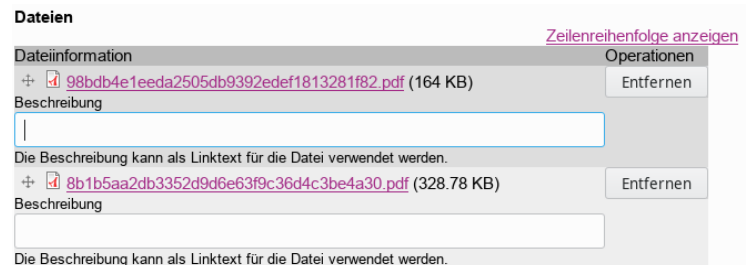 Dateien
Zeilenreihenfolge anzeigen
Dateiinformation Operationen
98bdb4e1eeda2505db9392edef1813281f82.pdf (164 KB) Entfernen
Beschreibung
Die Beschreibung kann als Linktext für die Datei verwendet werden.
8b1b5aa2db3352d9d6e63f9c36d4c3be4a30.pdf (328.78 KB) Entfernen
Beschreibung
Die Beschreibung kann als Linktext für die Datei verwendet werden.